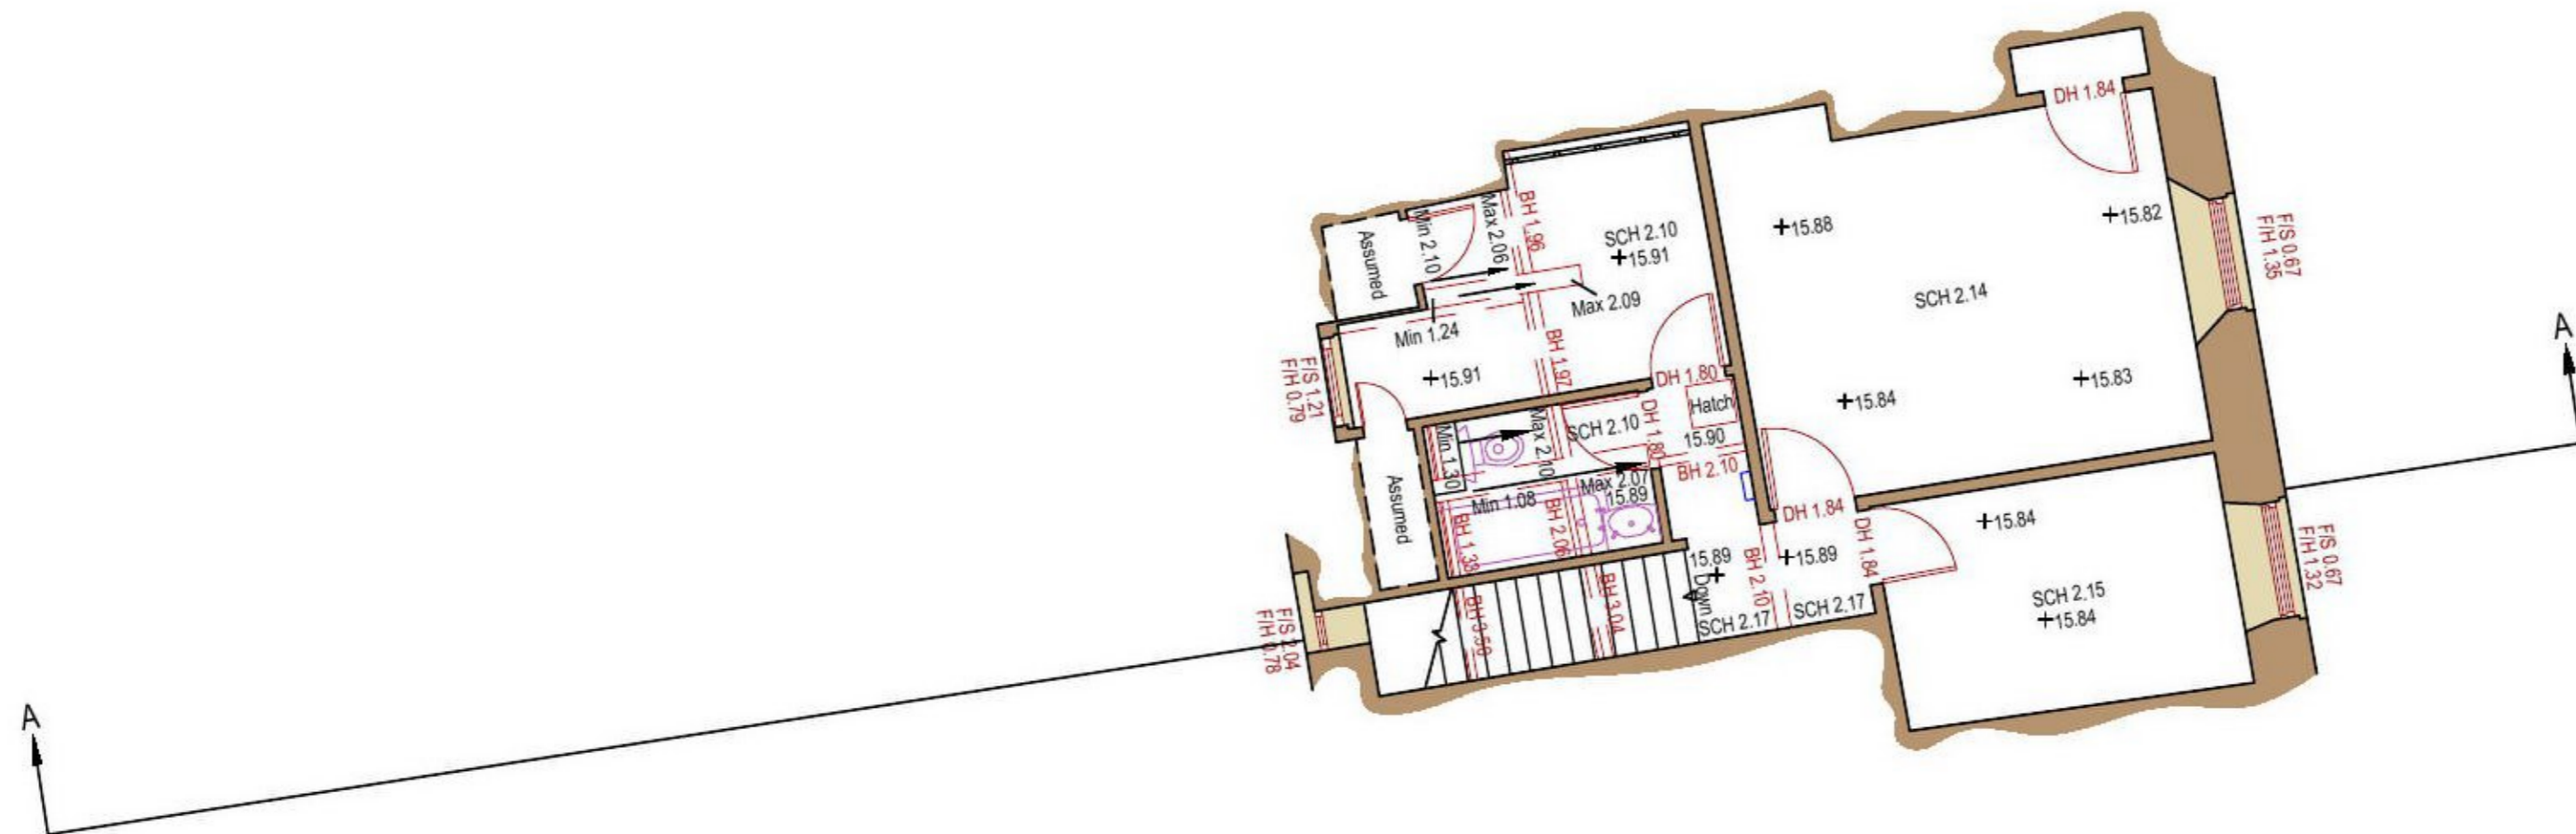 DH 1.84
Max 2.06
Min 2.10
BH 1.96
SCH 2.10
15.91
15.88
15.82
F/S 0.67
F/H 1.35
Assumed
Max 2.09
SCH 2.14
Min 1.24
BH 1.97
15.91
F/S 1.21
F/H 0.79
DH 1.80
15.84
15.83
Hatch
DH 1.80
SCH 2.10
15.90
Max 2.10
Min 1.30
BH 2.10
Max 2.07
15.89
Min 1.08
Assumed
BH 1.33
BH 2.06
DH 1.84
DH 1.84
15.84
15.89
15.89
BH 2.10
Down
SCH 2.17
SCH 2.17
BH 3.04
SCH 2.15
15.84
F/S 0.67
F/H 1.32
F/S 2.04
F/H 0.78
A
A